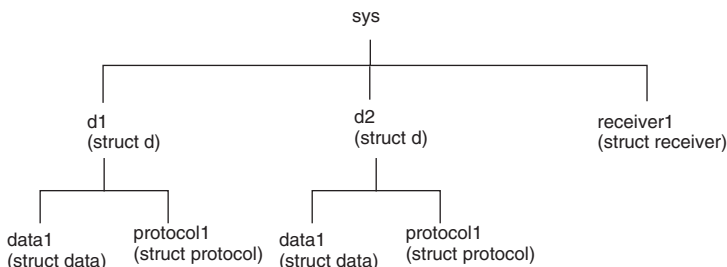 sys
d1
(struct d)
d2
(struct d)
receiver1
(struct receiver)
data1
(struct data)
protocol1
(struct protocol)
data1
(struct data)
protocol1
(struct protocol)